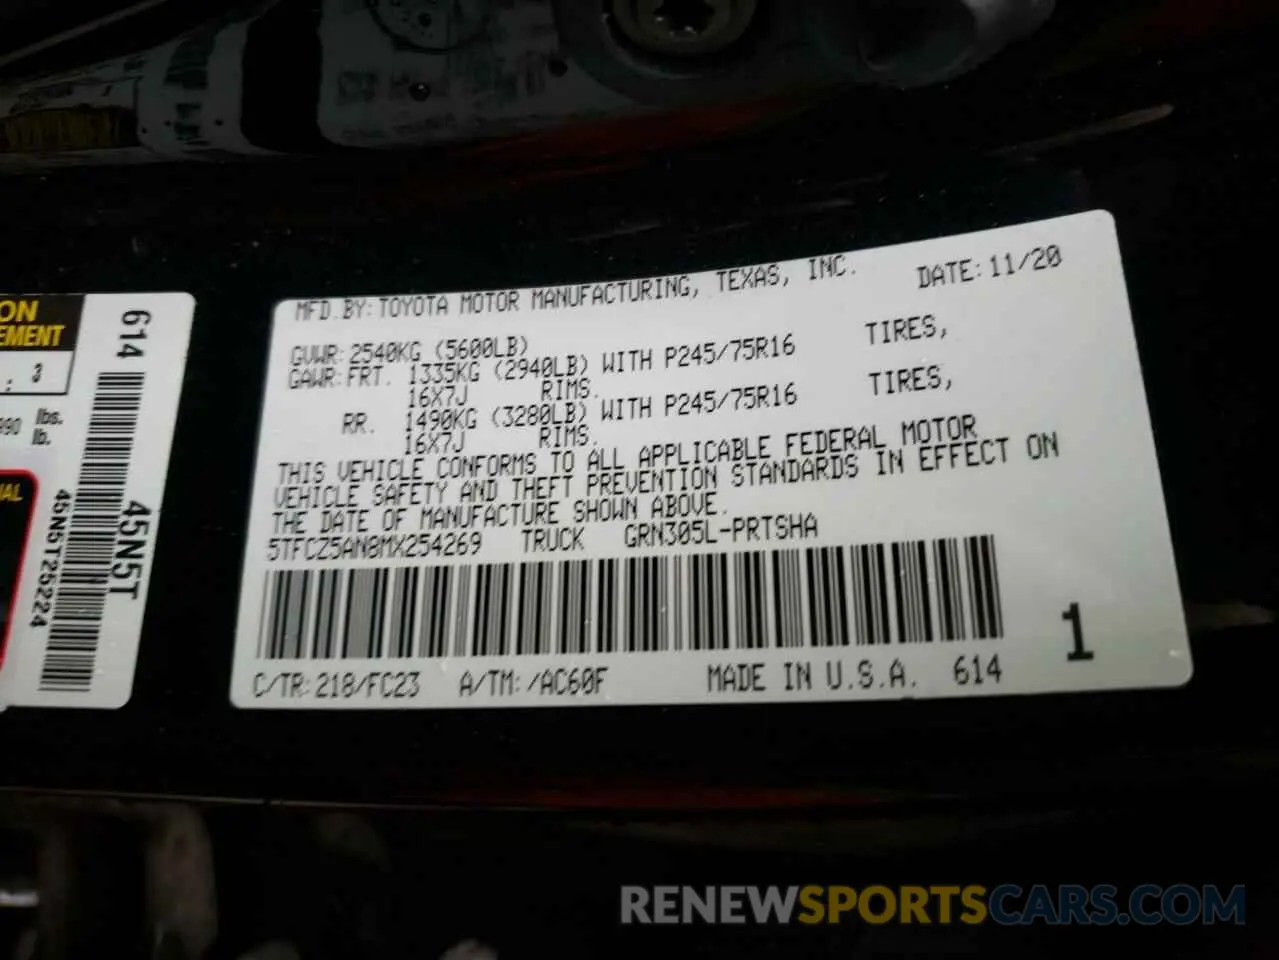 ON
EMENT
: 3
990 lbs.
lb.
IAL
614
45N5T
45N5T25224
MFD. BY: TOYOTA MOTOR MANUFACTURING, TEXAS, INC. DATE: 11/20
GVWR: 2540KG (5600LB)
GAWR: FRT. 1335KG (2940LB) WITH P245/75R16 TIRES,
16X7J RIMS.
RR. 1490KG (3280LB) WITH P245/75R16 TIRES,
16X7J RIMS.
THIS VEHICLE CONFORMS TO ALL APPLICABLE FEDERAL MOTOR
VEHICLE SAFETY AND THEFT PREVENTION STANDARDS IN EFFECT ON
THE DATE OF MANUFACTURE SHOWN ABOVE.
5TFCZ5AN8MX254269 TRUCK GRN305L-PRTSHA
1
C/TR: 218/FC23 A/TM: /AC60F MADE IN U.S.A. 614
RENEWSPORTSCARS.COM